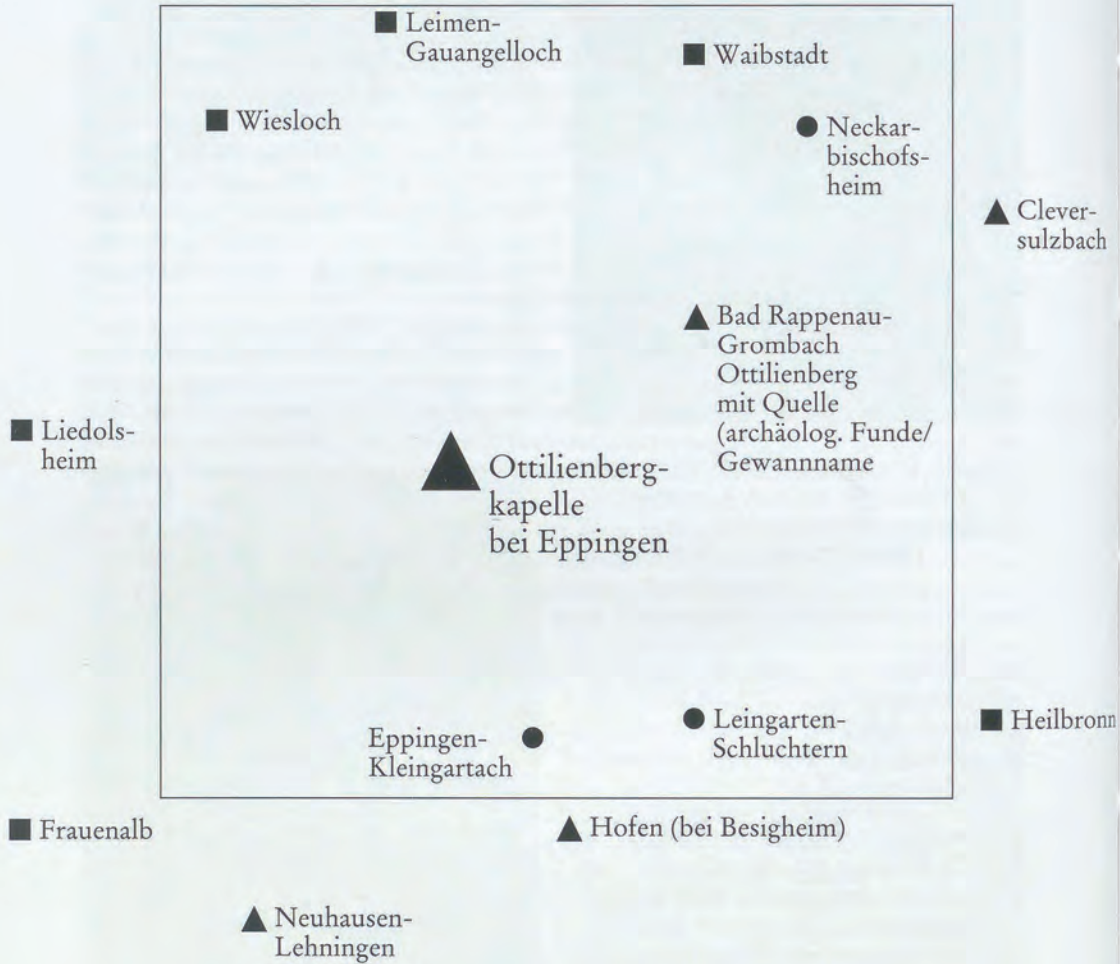 Leimen-
Gauangelloch
Waibstadt
Wiesloch
Neckar-
bischofs-
heim
Clever-
sulzbach
Bad Rappenau-
Grombach
Ottilienberg
mit Quelle
(archäolog. Funde/
Gewannname
Liedols-
heim
Ottilienberg-
kapelle
bei Eppingen
Eppingen-
Kleingartach
Leingarten-
Schluchtern
Heilbronn
Frauenalb
Hofen (bei Besigheim)
Neuhausen-
Lehningen